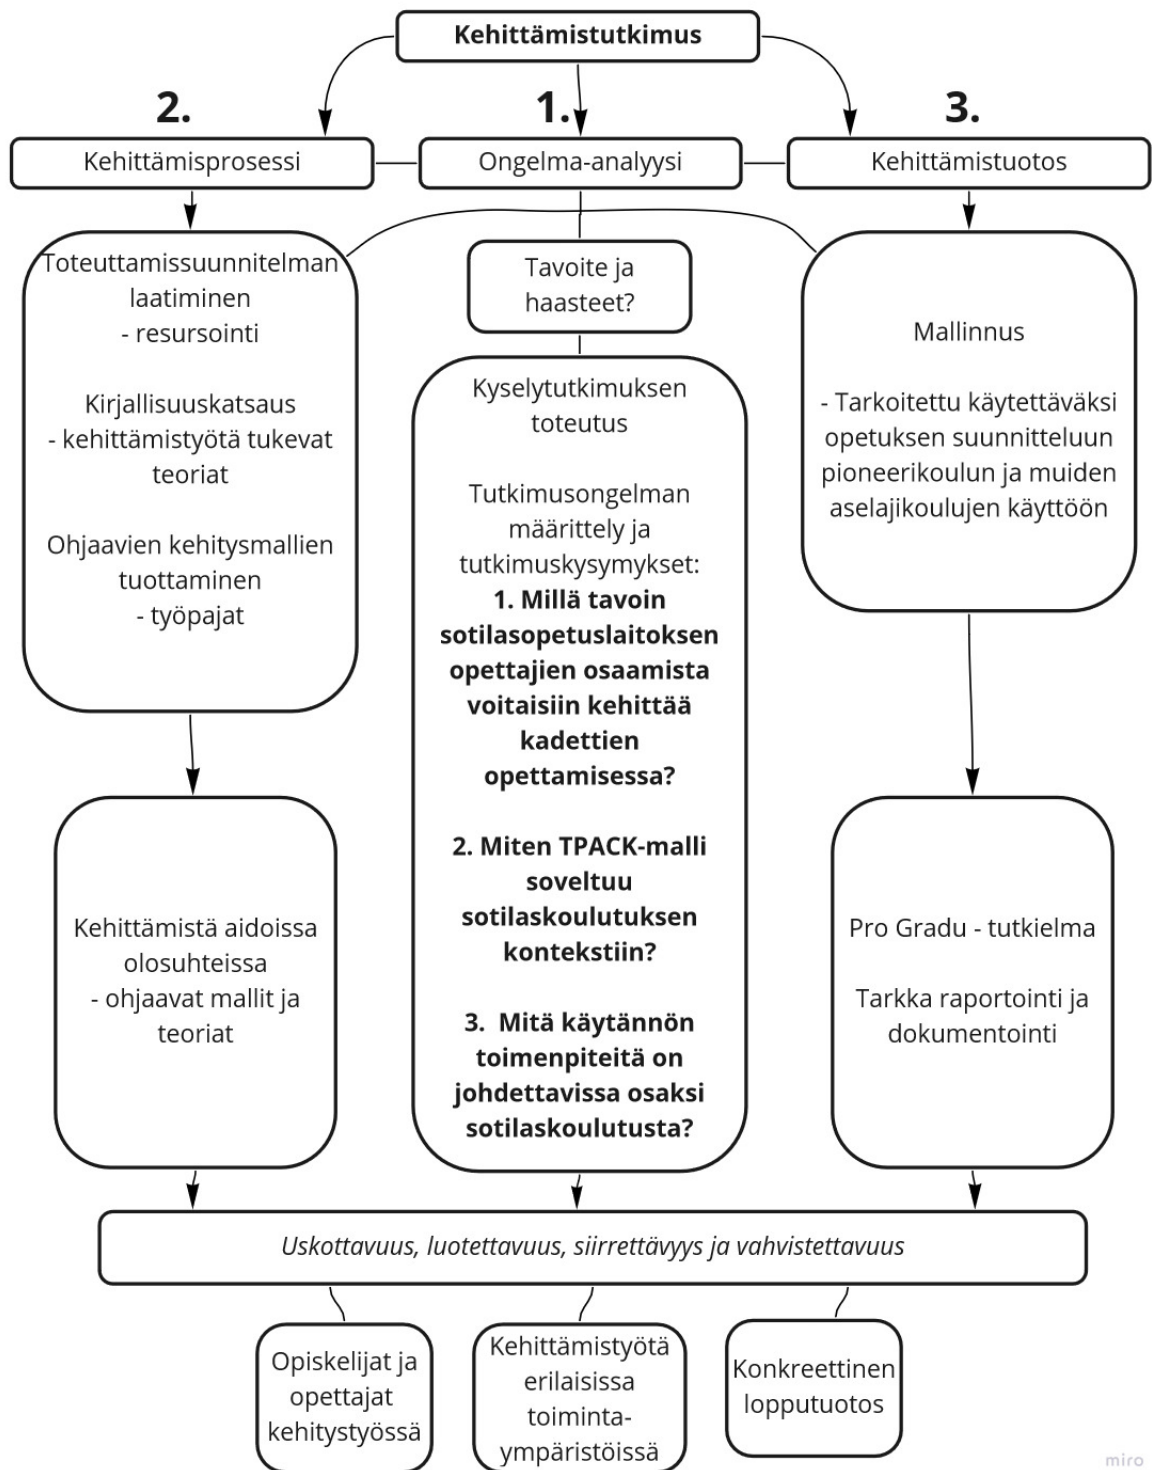 Kehittämistutkimus
2.
1.
3.
Kehittämisprosessi
Ongelma-analyysi
Kehittämistuotos
Toteuttamissuunnitelman
laatiminen
- resursointi
Kirjallisuuskatsaus
- kehittämistyötä tukevat
teoriat
Ohjaavien kehitysmallien
tuottaminen
- työpajat
Tavoite ja
haasteet?
Kyselytutkimuksen
toteutus
Tutkimusongelman
määrittely ja
tutkimuskysymykset:
1. Millä tavoin
sotilasopetuslaitoksen
opettajien osaamista
voitaisiin kehittää
kadettien
opettamisessa?
2. Miten TPACK-malli
soveltuu
sotilaskoulutuksen
kontekstiin?
3. Mitä käytännön
toimenpiteitä on
johdettavissa osaksi
sotilaskoulutusta?
Mallinnus
- Tarkoitettu käytettäväksi
opetuksen suunnitteluun
pioneerikoulun ja muiden
aselajikoulujen käyttöön
Kehittämistä aidoissa
olosuhteissa
- ohjaavat mallit ja
teoriat
Pro Gradu - tutkielma
Tarkka raportointi ja
dokumentointi
Uskottavuus, luotettavuus, siirrettävyys ja vahvistettavuus
Opiskelijat ja
opettajat
kehitystyössä
Kehittämistyötä
erilaisissa
toiminta-
ympäristöissä
Konkreettinen
lopputuotos
miro